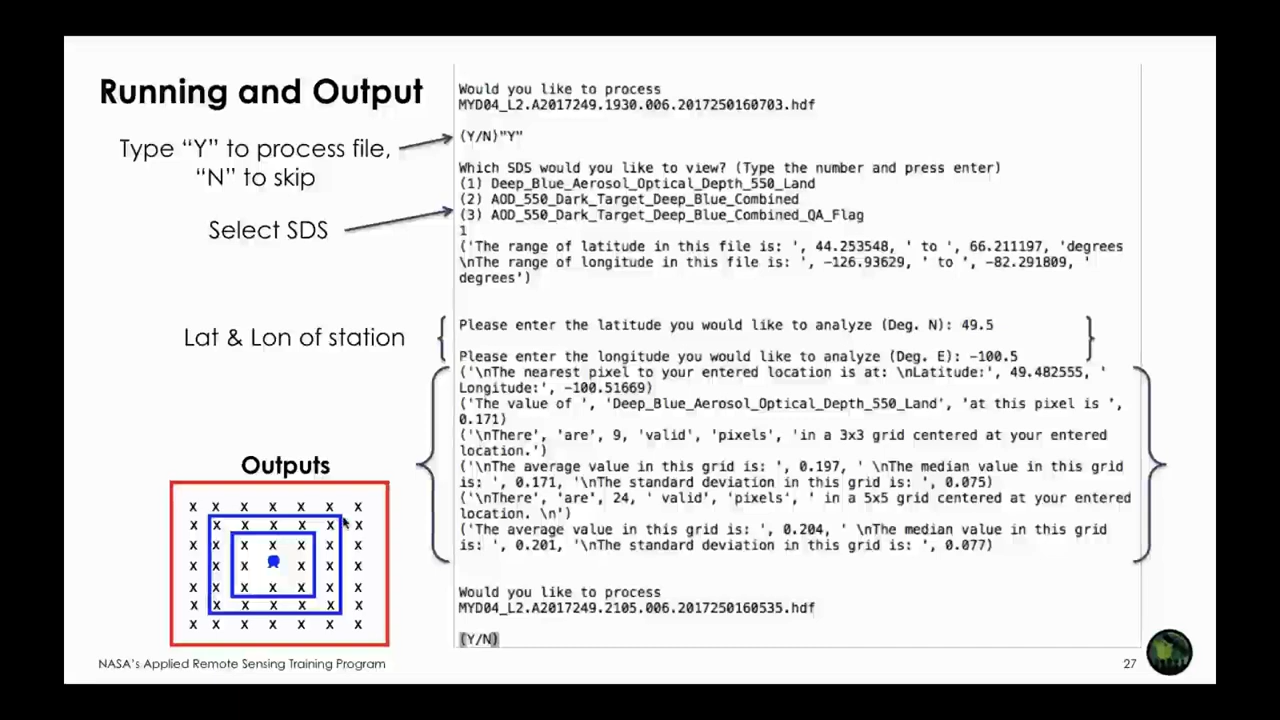 Running and Output
Type “Y” to process file,
“N” to skip
Select SDS
Lat & Lon of station
Outputs
x x x x x x x
x x x x x x x
x x x x x x x
x x x x x x
x x x x x x x
x x x x x x x
x x x x x x x
Would you like to process
MYD04_L2.A2017249.1930.006.2017250160703.hdf
(Y/N)"Y"
Which SDS would you like to view? (Type the number and press enter)
(1) Deep_Blue_Aerosol_Optical_Depth_550_Land
(2) AOD_550_Dark_Target_Deep_Blue_Combined
(3) AOD_550_Dark_Target_Deep_Blue_Combined_QA_Flag
1
('The range of latitude in this file is: ', 44.253548, ' to ', 66.211197, 'degrees
\nThe range of longitude in this file is: ', -126.93629, ' to ', -82.291809, '
degrees')
Please enter the latitude you would like to analyze (Deg. N): 49.5
Please enter the longitude you would like to analyze (Deg. E): -100.5
('\nThe nearest pixel to your entered location is at: \nLatitude:', 49.482555, '
Longitude:', -100.51669)
('The value of ', 'Deep_Blue_Aerosol_Optical_Depth_550_Land', 'at this pixel is ',
0.171)
('\nThere', 'are', 9, 'valid', 'pixels', 'in a 3x3 grid centered at your entered
location.')
('\nThe average value in this grid is: ', 0.197, ' \nThe median value in this grid
is: ', 0.171, '\nThe standard deviation in this grid is: ', 0.075)
('\nThere', 'are', 24, ' valid', 'pixels', ' in a 5x5 grid centered at your entered
location. \n')
('The average value in this grid is: ', 0.204, ' \nThe median value in this grid
is: ', 0.201, '\nThe standard deviation in this grid is: ', 0.077)
Would you like to process
MYD04_L2.A2017249.2105.006.2017250160535.hdf
(Y/N)
NASA's Applied Remote Sensing Training Program
27